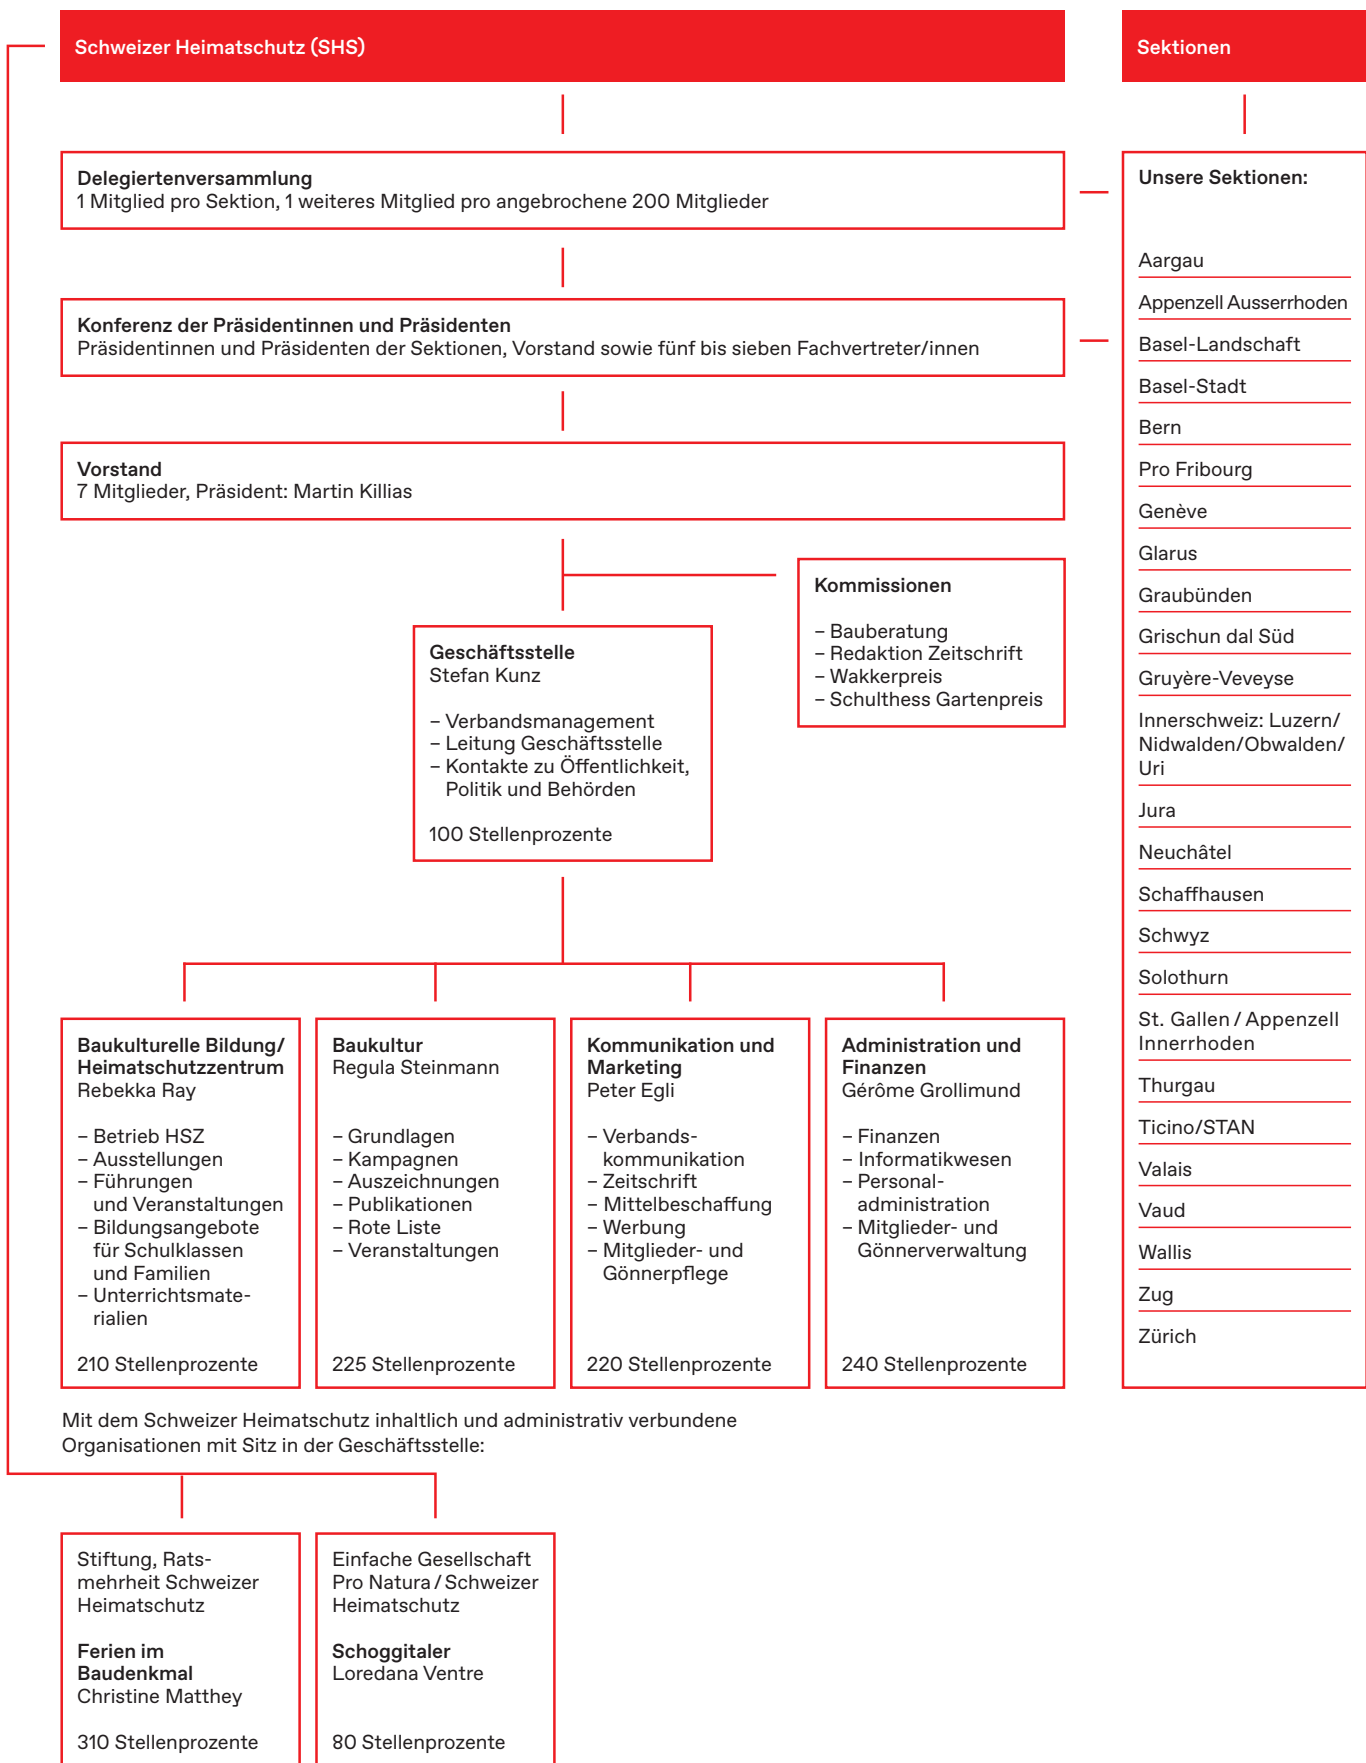 Schweizer Heimatschutz (SHS)
Delegiertenversammlung
1 Mitglied pro Sektion, 1 weiteres Mitglied pro angebrochene 200 Mitglieder
Konferenz der Präsidentinnen und Präsidenten
Präsidentinnen und Präsidenten der Sektionen, Vorstand sowie fünf bis sieben Fachvertreter/innen
Vorstand
7 Mitglieder, Präsident: Martin Killias
Kommissionen
– Bauberatung
– Redaktion Zeitschrift
– Wakkerpreis
– Schulthess Gartenpreis
Geschäftsstelle
Stefan Kunz
– Verbandsmanagement
– Leitung Geschäftsstelle
– Kontakte zu Öffentlichkeit,
Politik und Behörden
100 Stellenprozente
Baukulturelle Bildung/
Heimatschutzzentrum
Rebekka Ray
– Betrieb HSZ
– Ausstellungen
– Führungen
und Veranstaltungen
– Bildungsangebote
für Schulklassen
und Familien
– Unterrichtsmate-
rialien
210 Stellenprozente
Baukultur
Regula Steinmann
– Grundlagen
– Kampagnen
– Auszeichnungen
– Publikationen
– Rote Liste
– Veranstaltungen
225 Stellenprozente
Kommunikation und
Marketing
Peter Egli
– Verbands-
kommunikation
– Zeitschrift
– Mittelbeschaffung
– Werbung
– Mitglieder- und
Gönnerpflege
220 Stellenprozente
Administration und
Finanzen
Gérôme Grollimund
– Finanzen
– Informatikwesen
– Personal-
administration
– Mitglieder- und
Gönnerverwaltung
240 Stellenprozente
Mit dem Schweizer Heimatschutz inhaltlich und administrativ verbundene
Organisationen mit Sitz in der Geschäftsstelle:
Stiftung, Rats-
mehrheit Schweizer
Heimatschutz
Ferien im
Baudenkmal
Christine Matthey
310 Stellenprozente
Einfache Gesellschaft
Pro Natura / Schweizer
Heimatschutz
Schoggitaler
Loredana Ventre
80 Stellenprozente
Sektionen
Unsere Sektionen:
Aargau
Appenzell Ausserrhoden
Basel-Landschaft
Basel-Stadt
Bern
Pro Fribourg
Genève
Glarus
Graubünden
Grischun dal Süd
Gruyère-Veveyse
Innerschweiz: Luzern/
Nidwalden/Obwalden/
Uri
Jura
Neuchâtel
Schaffhausen
Schwyz
Solothurn
St. Gallen / Appenzell
Innerrhoden
Thurgau
Ticino/STAN
Valais
Vaud
Wallis
Zug
Zürich